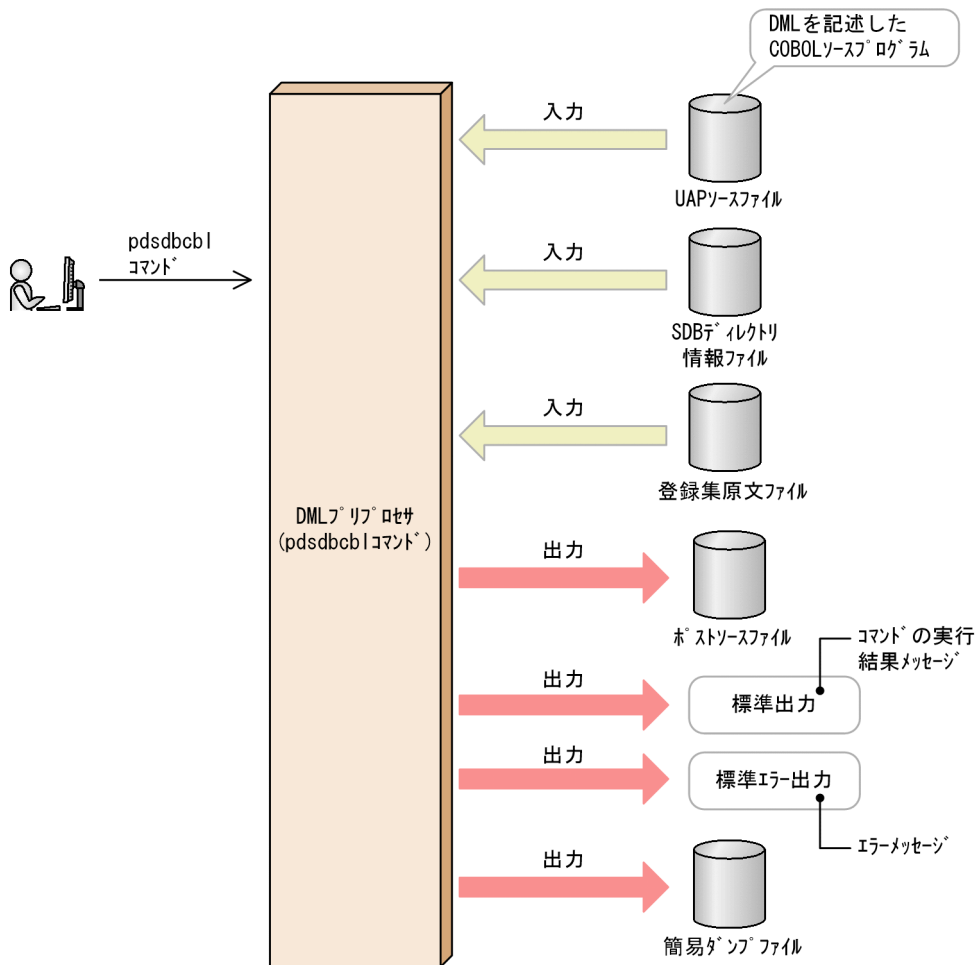 DMLを記述した
COBOLソースプログラム
入力
UAPソースファイル
pdsdbcbl
コマンド
入力
SDBディレクトリ
情報ファイル
入力
登録集原文ファイル
DMLプリプロセサ
(pdsdbcblコマンド)
出力
ポストソースファイル
コマンドの実行
結果メッセージ
出力
標準出力
出力
標準エラー出力
エラーメッセージ
出力
簡易ダンプファイル